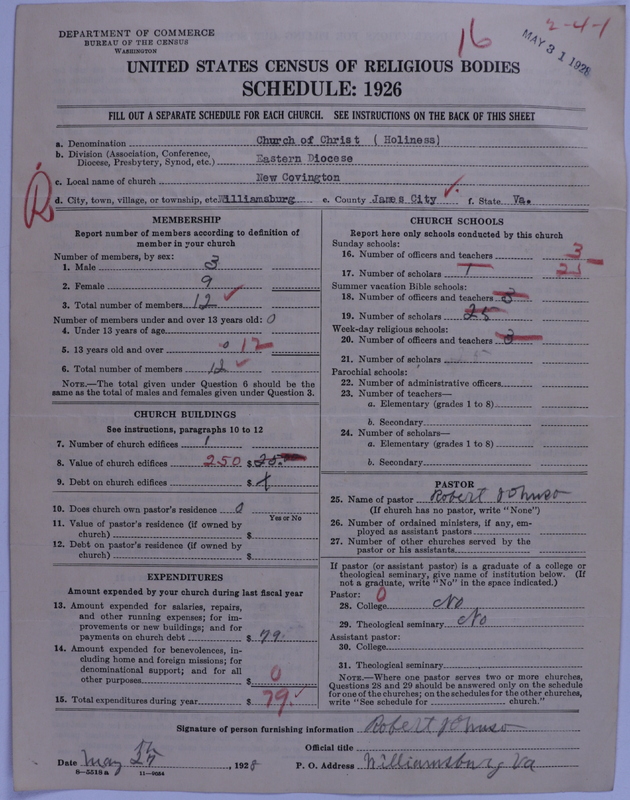 DEPARTMENT OF COMMERCE
BUREAU OF THE CENSUS
WASHINGTON
16
2-4-1
MAY 31 1928
UNITED STATES CENSUS OF RELIGIOUS BODIES
SCHEDULE: 1926
FILL OUT A SEPARATE SCHEDULE FOR EACH CHURCH. SEE INSTRUCTIONS ON THE BACK OF THIS SHEET
a. Denomination Church of Christ (Holiness)
b. Division (Association, Conference, Diocese, Presbytery, Synod, etc.) Eastern Diocese
c. Local name of church New Covington
d. City, town, village, or township, etc. Williamsburg e. County James City f. State Va.
R
MEMBERSHIP
Report number of members according to definition of
member in your church
Number of members, by sex:
1. Male 3
2. Female 9
3. Total number of members 12
Number of members under and over 13 years old:
4. Under 13 years of age 0
5. 13 years old and over 0 12
6. Total number of members 12
NOTE.—The total given under Question 6 should be the
same as the total of males and females given under Question 3.
CHURCH BUILDINGS
See instructions, paragraphs 10 to 12
7. Number of church edifices 1
8. Value of church edifices 250 $
9. Debt on church edifices $
10. Does church own pastor's residence 0
Yes or No
11. Value of pastor's residence (if owned by
church) $
12. Debt on pastor's residence (if owned by
church) $
EXPENDITURES
Amount expended by your church during last fiscal year
13. Amount expended for salaries, repairs,
and other running expenses; for im-
provements or new buildings; and for
payments on church debt $ 79
14. Amount expended for benevolences, in-
cluding home and foreign missions; for
denominational support; and for all
other purposes $ 0
15. Total expenditures during year $ 79
CHURCH SCHOOLS
Report here only schools conducted by this church
Sunday schools:
16. Number of officers and teachers 3
17. Number of scholars 1 25
Summer vacation Bible schools:
18. Number of officers and teachers 3
19. Number of scholars 25
Week-day religious schools:
20. Number of officers and teachers 3
21. Number of scholars
Parochial schools:
22. Number of administrative officers
23. Number of teachers—
a. Elementary (grades 1 to 8)
b. Secondary
24. Number of scholars—
a. Elementary (grades 1 to 8)
b. Secondary
PASTOR
25. Name of pastor Robert Johnso
(If church has no pastor, write "None")
26. Number of ordained ministers, if any, em-
ployed as assistant pastors
27. Number of other churches served by the
pastor or his assistants
If pastor (or assistant pastor) is a graduate of a college or
theological seminary, give name of institution below. (If
not a graduate, write "No" in the space indicated.)
Pastor: 0
28. College No
29. Theological seminary No
Assistant pastor:
30. College
31. Theological seminary
NOTE.—Where one pastor serves two or more churches,
Questions 28 and 29 should be answered only on the schedule
for one of the churches; on the schedules for the other churches,
write "See schedule for church."
Signature of person furnishing information Robert Johnso
Official title
Date May 27th, 1928 P. O. Address Williamsburg Va
8-5518 a 11-9054